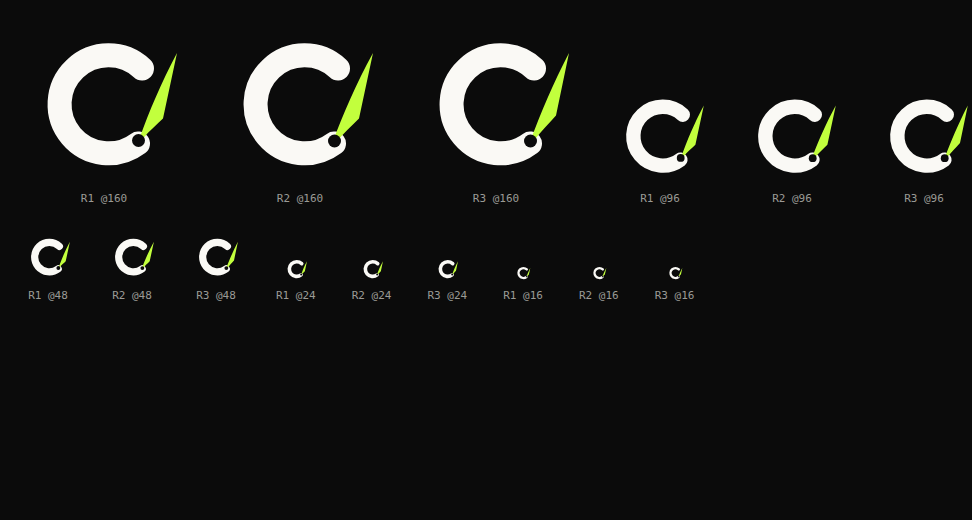 R1 @160
R2 @160
R3 @160
R1 @96
R2 @96
R3 @96
R1 @48
R2 @48
R3 @48
R1 @24
R2 @24
R3 @24
R1 @16
R2 @16
R3 @16